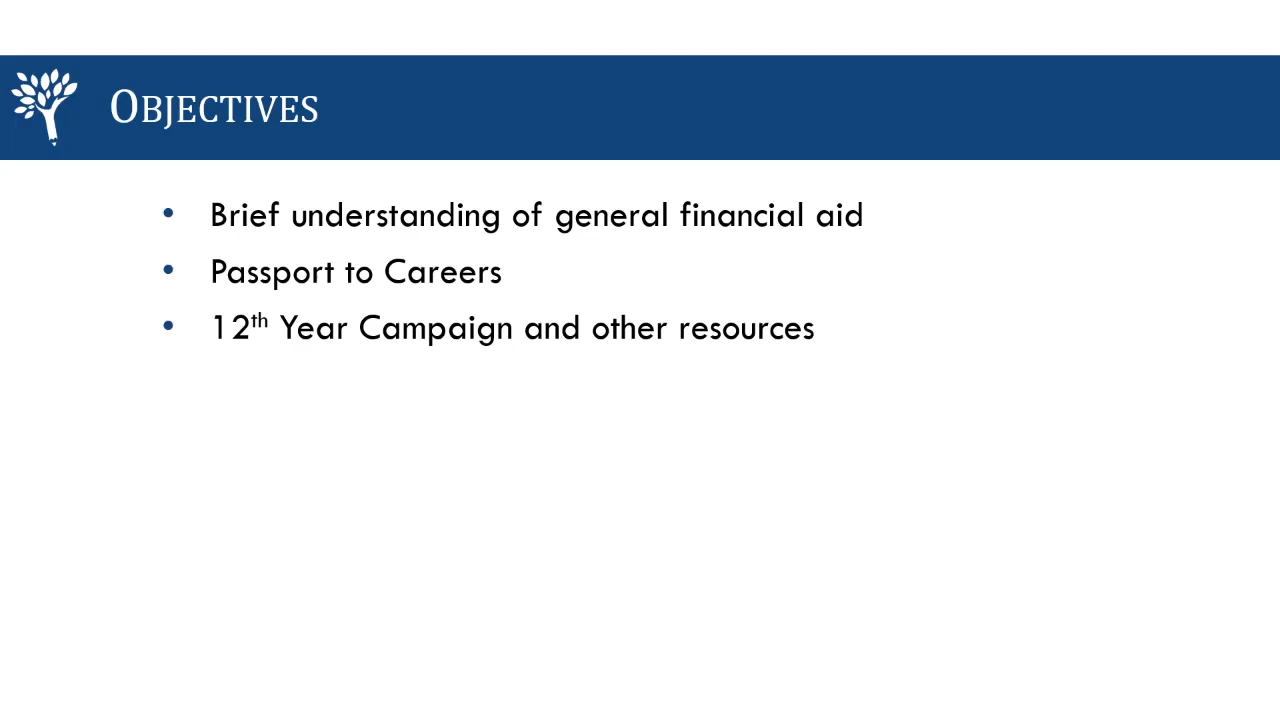 OBJECTIVES
• Brief understanding of general financial aid
• Passport to Careers
• 12th Year Campaign and other resources